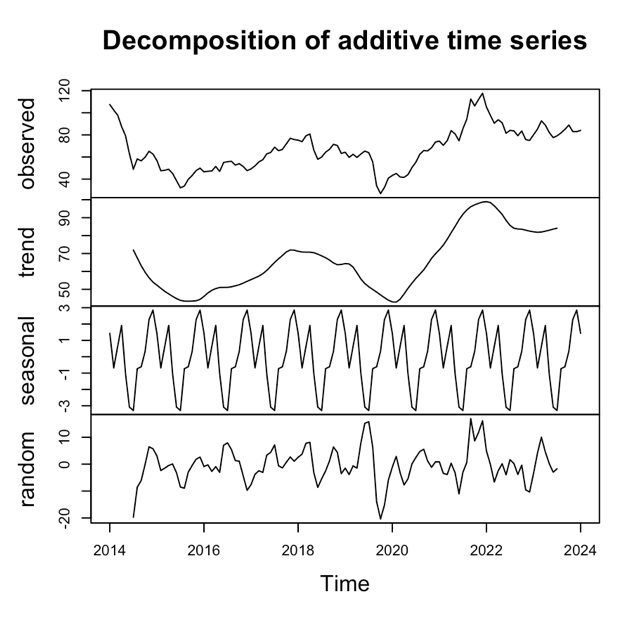 Decomposition of additive time series
observed
40 80 120
trend
50 70 90
seasonal
-3 -1 1 3
random
-20 0 10
2014 2016 2018 2020 2022 2024
Time